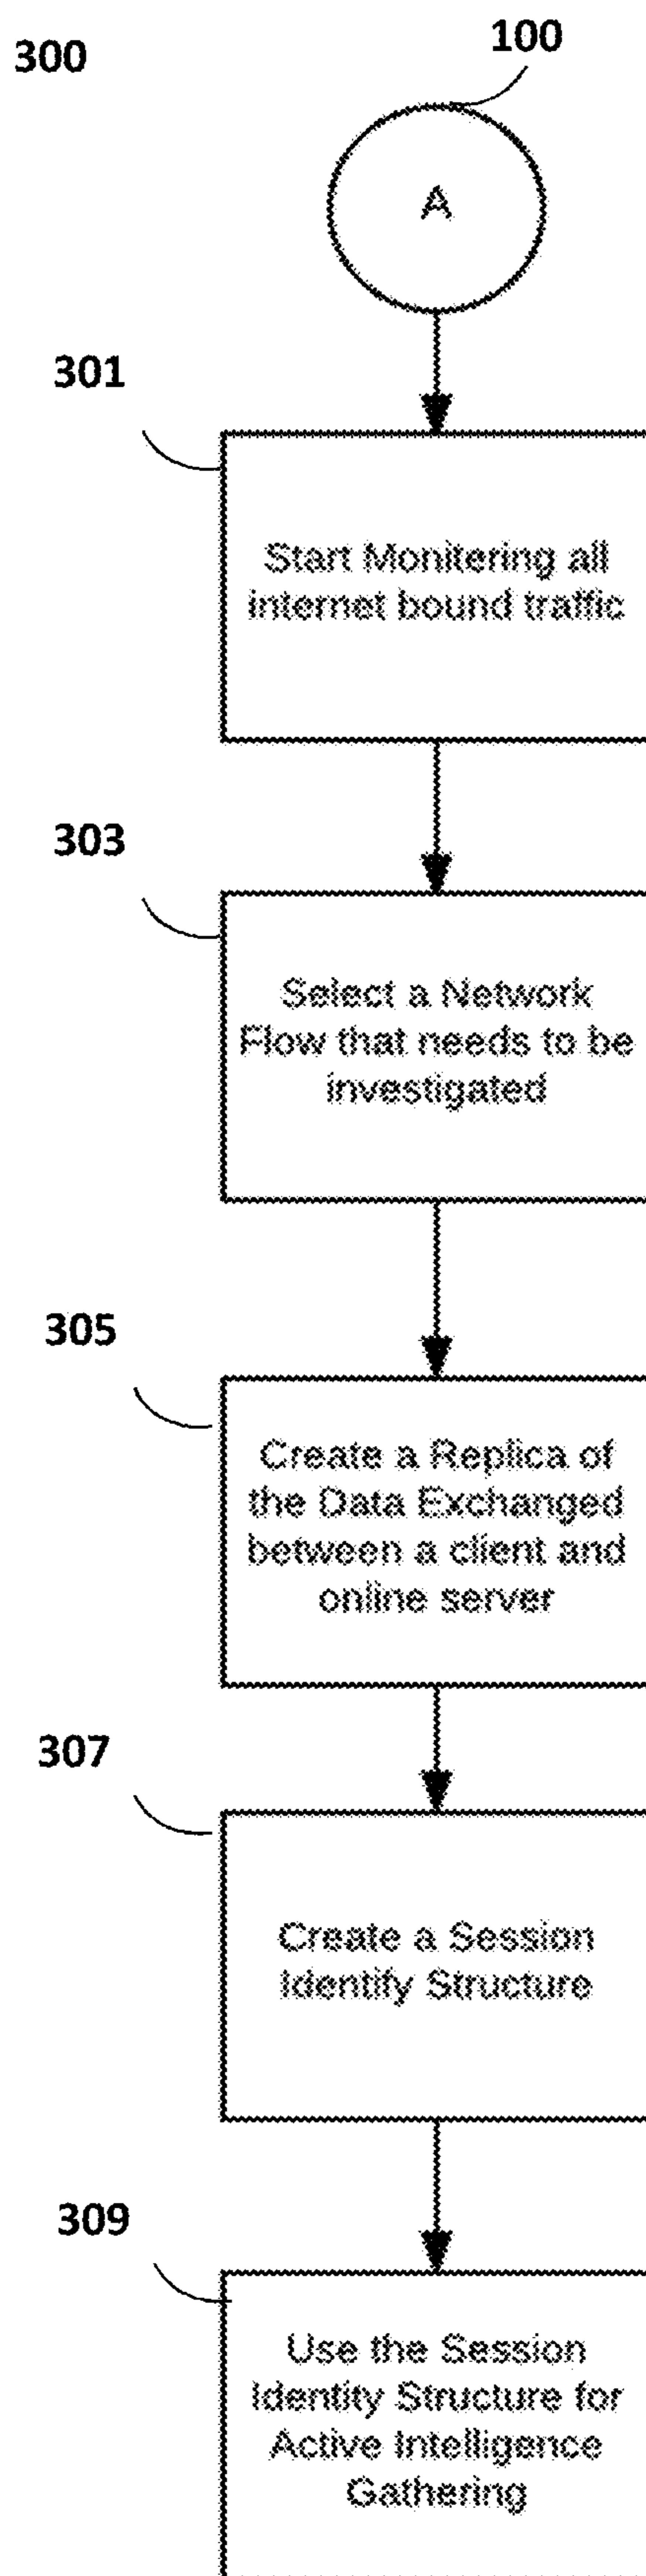 300
100
A
301
Start Monitering all
internet bound traffic
303
Select a Network
Flow that needs to be
investigated
305
Create a Replica of
the Data Exchanged
between a client and
online server
307
Create a Session
Identify Structure
309
Use the Session
Identity Structure for
Active Intelligence
Gathering